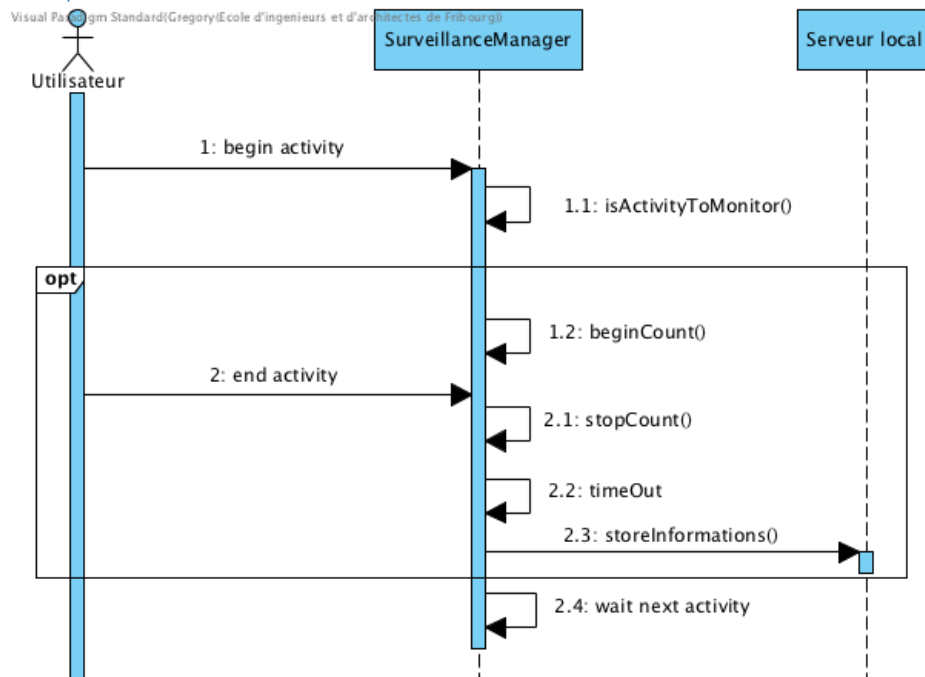 Visual Paradigm Standard(Gregory(Ecole d'ingenieurs et d'architectes de Fribourg))
SurveillanceManager
Serveur local
Utilisateur
1: begin activity
1.1: isActivityToMonitor()
opt
1.2: beginCount()
2: end activity
2.1: stopCount()
2.2: timeOut
2.3: storeInformations()
2.4: wait next activity